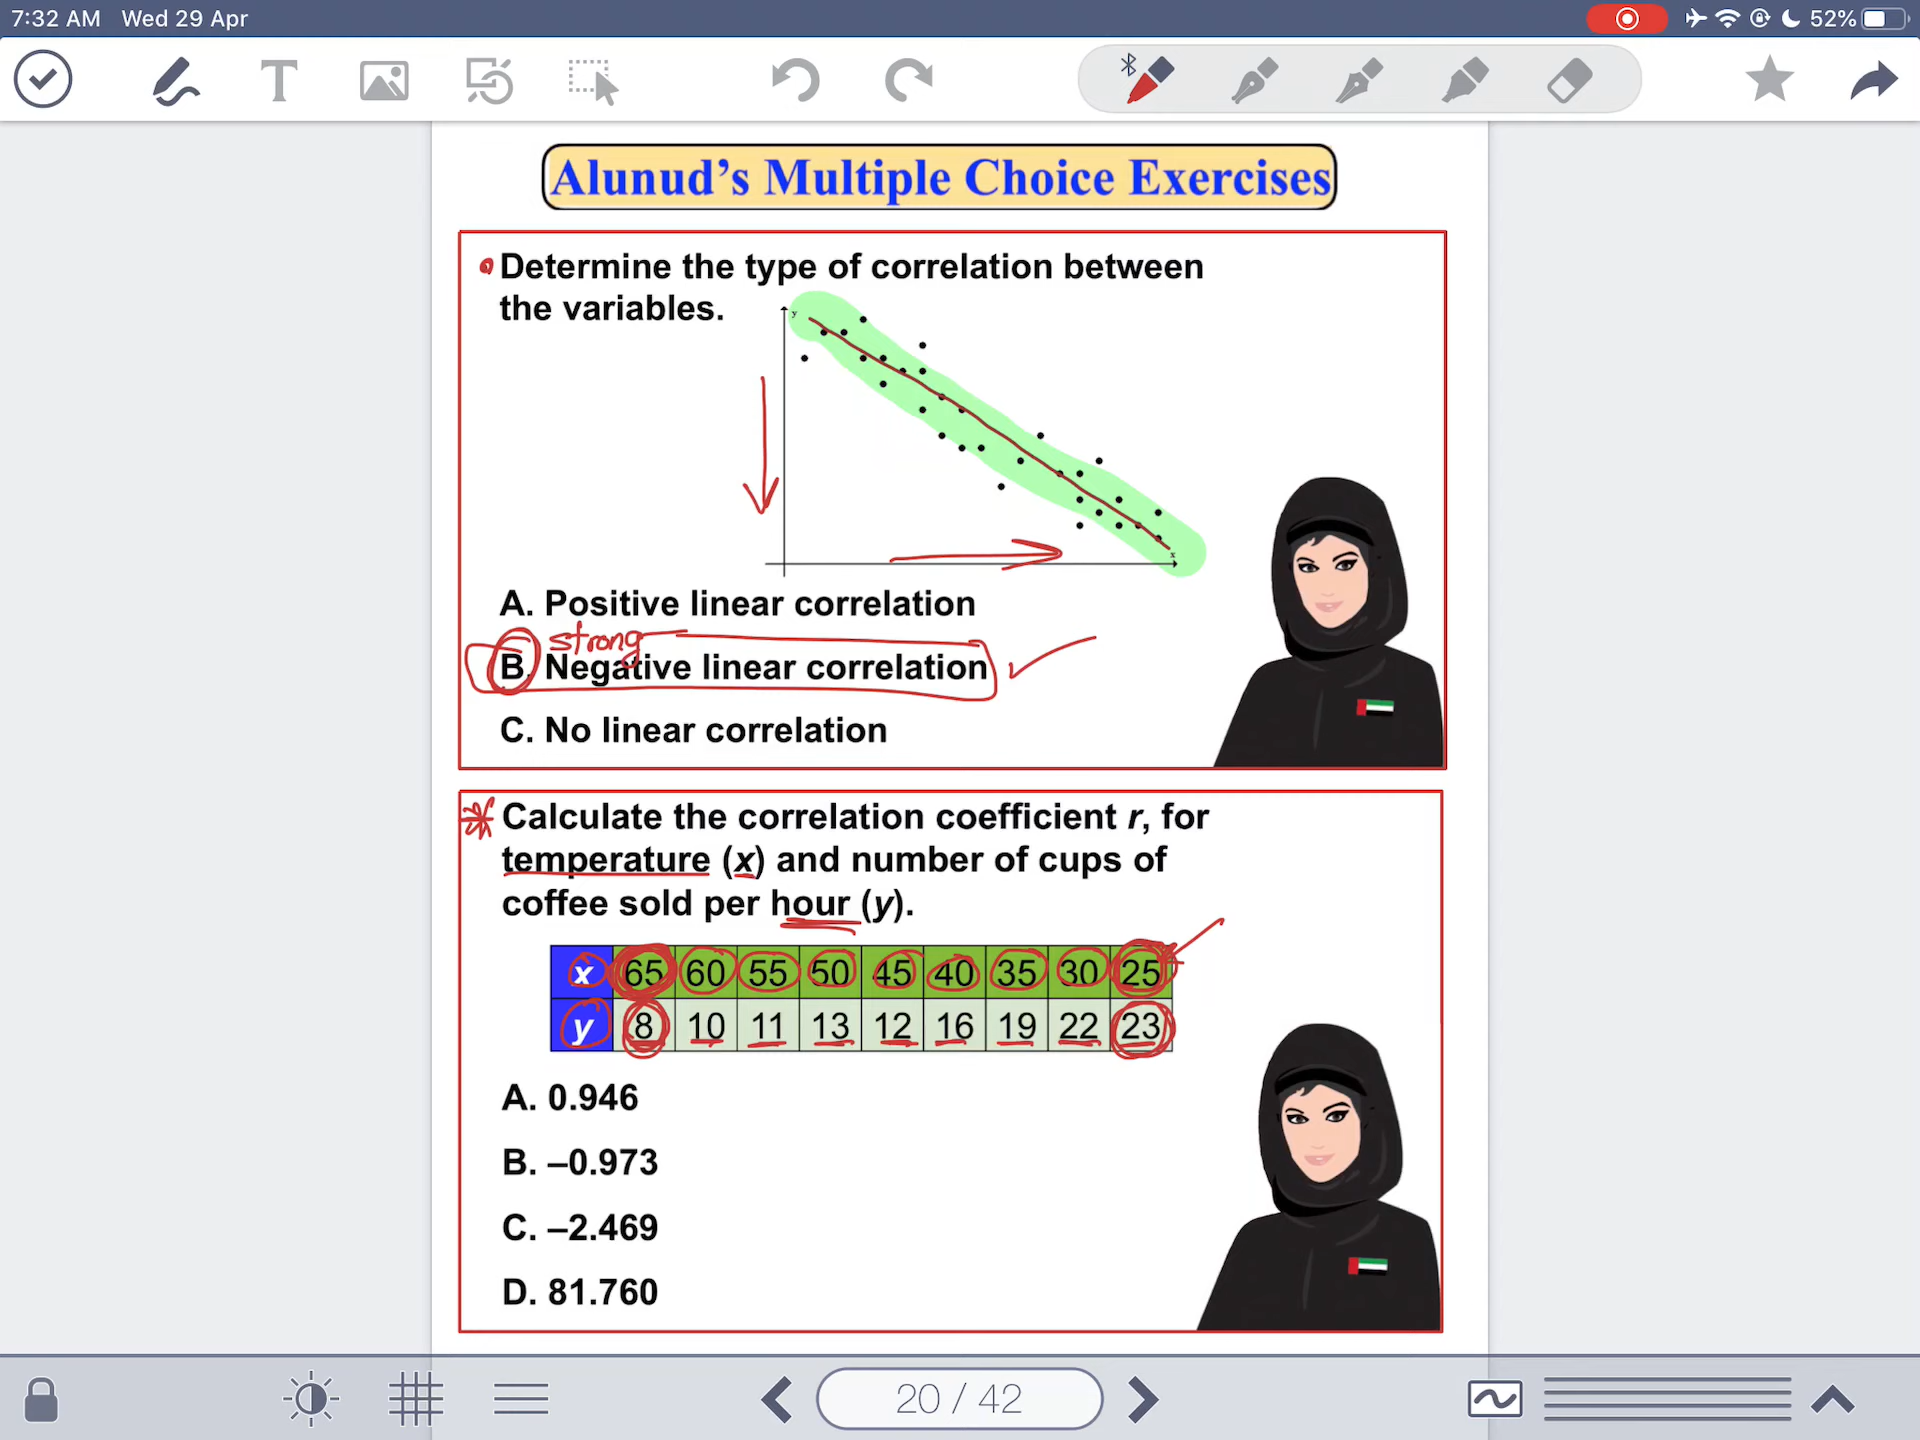 7:32 AM Wed 29 Apr
52%
Alunud's Multiple Choice Exercises
Determine the type of correlation between
the variables.
y
x
A. Positive linear correlation
strong
B. Negative linear correlation
C. No linear correlation
Calculate the correlation coefficient r, for
temperature (x) and number of cups of
coffee sold per hour (y).
x 65 60 55 50 45 40 35 30 25
y 8 10 11 13 12 16 19 22 23
A. 0.946
B. –0.973
C. –2.469
D. 81.760
20 / 42